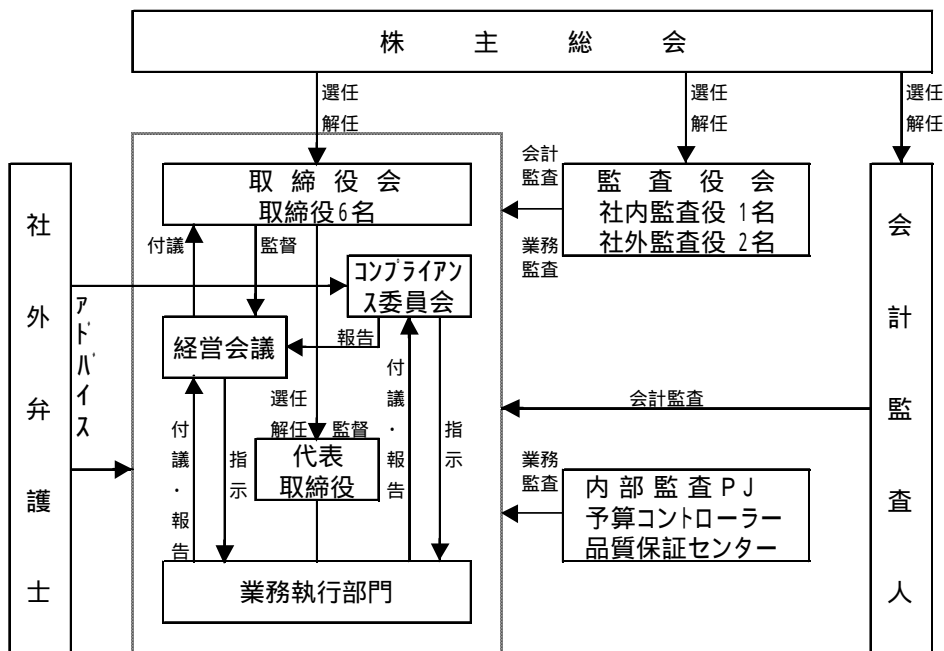 株主総会
選任
解任
選任
解任
選任
解任
社外弁護士
アドバイス
取締役会
取締役6名
付議
監督
コンプライアン
ス委員会
経営会議
報告
選任
解任
監督
代表
取締役
付議・報告
指示
付議・報告
指示
業務執行部門
会計
監査
業務
監査
監査役会
社内監査役 1名
社外監査役 2名
会計監査
業務
監査
内部監査PJ
予算コントローラー
品質保証センター
会計監査人